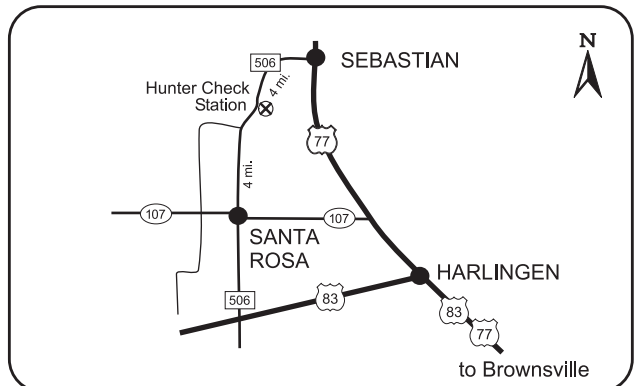 N
506
SEBASTIAN
4 mi.
Hunter Check
Station
77
4 mi.
107
107
SANTA
ROSA
HARLINGEN
506
83
83
77
to Brownsville